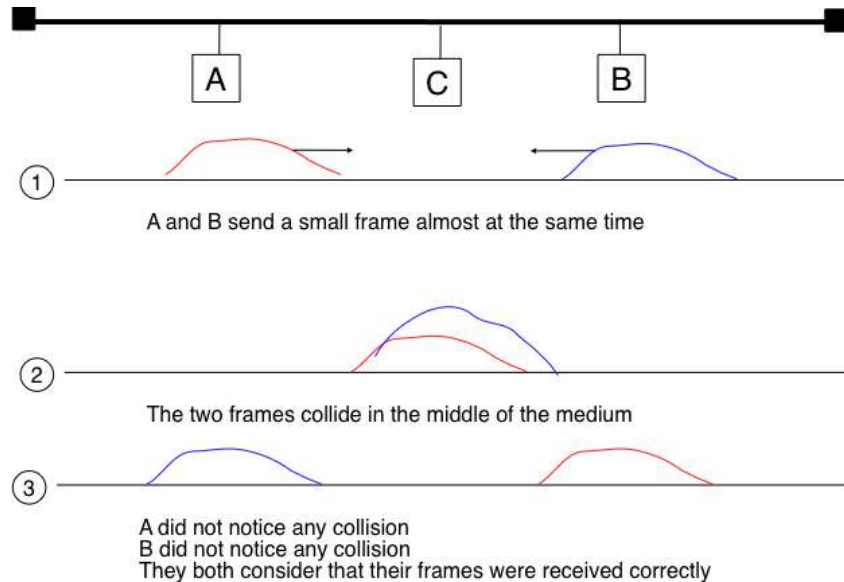 A
C
B
1
A and B send a small frame almost at the same time
2
The two frames collide in the middle of the medium
3
A did not notice any collision
B did not notice any collision
They both consider that their frames were received correctly